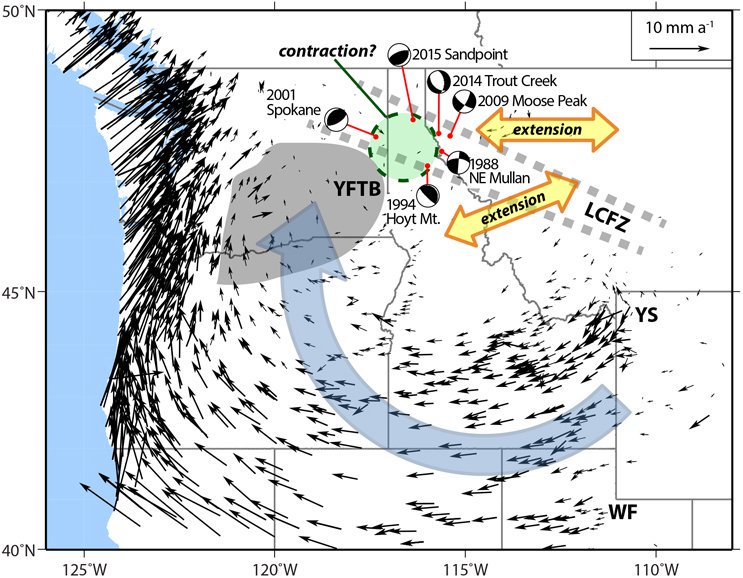 50°N
10 mm a⁻¹
contraction?
2015 Sandpoint
2014 Trout Creek
2009 Moose Peak
2001
Spokane
extension
1988
NE Mullan
YFTB
1994
Hoyt Mt.
extension
LCFZ
45°N
YS
WF
40°N
125°W
120°W
115°W
110°W